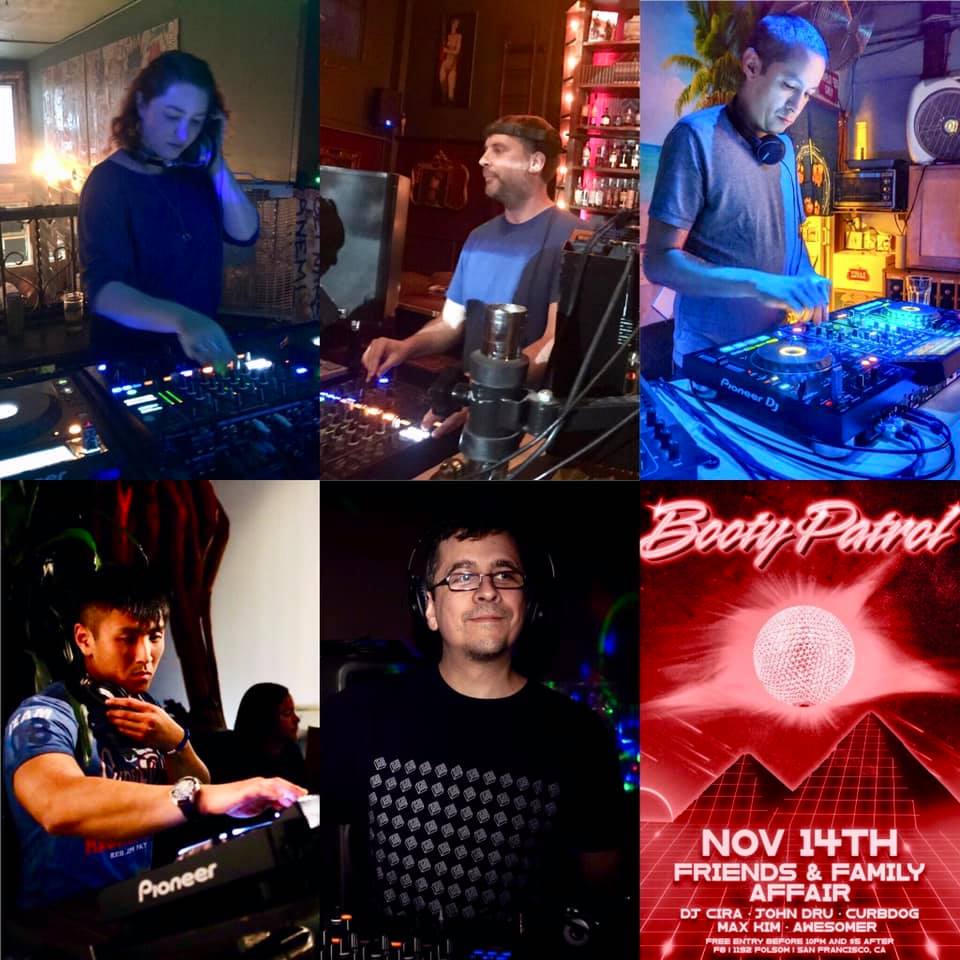 Pioneer Dj
TEAM
Pioneer
Booty Patrol
NOV 14TH
FRIENDS & FAMILY
AFFAIR
DJ CIRA · JOHN DRU · CURBDOG
MAX KIM · AWESOMER
FREE ENTRY BEFORE 10PM AND $5 AFTER
F8 | 1192 FOLSOM | SAN FRANCISCO, CA